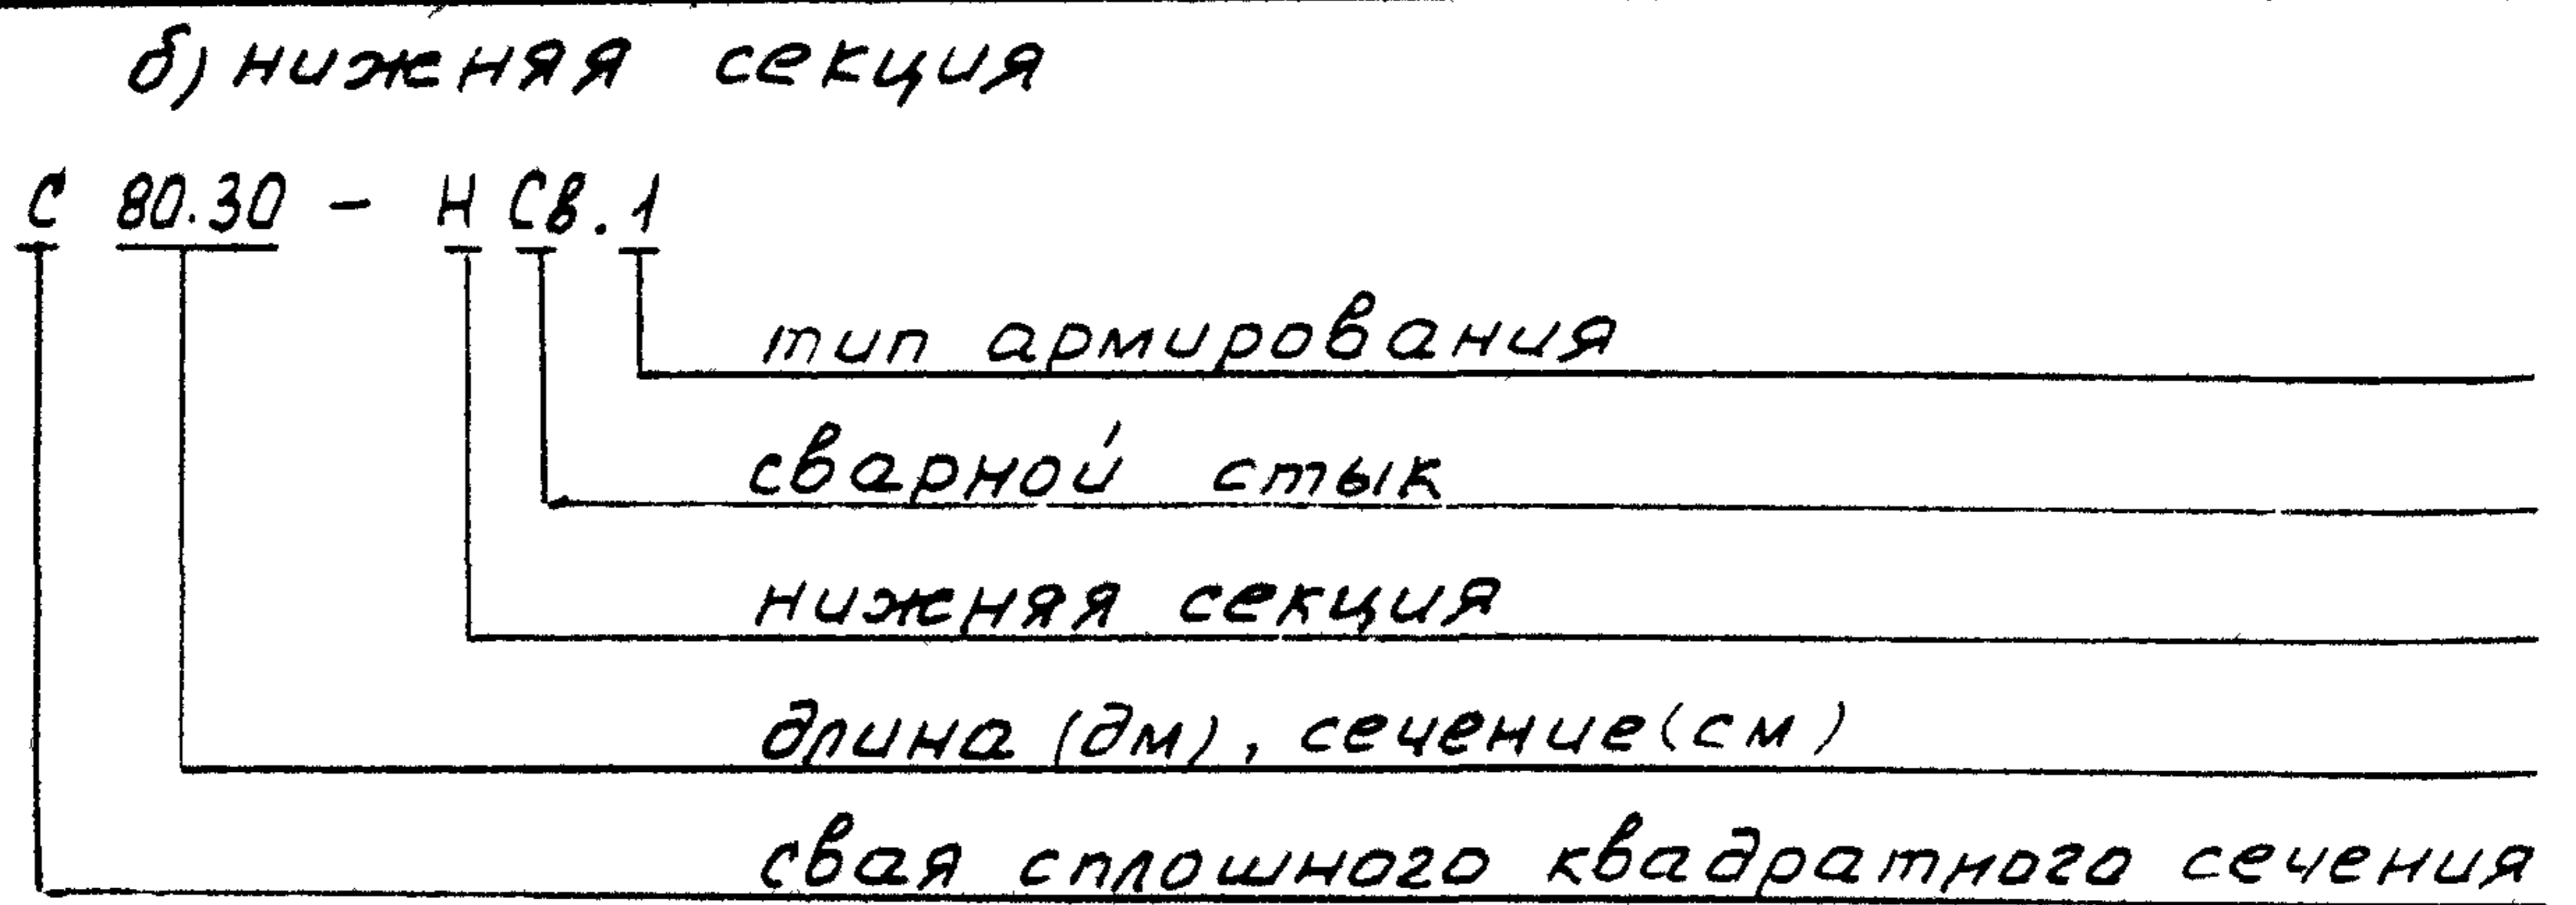 б) нижняя секция
С 80.30 - Н Св.1
тип армирования
сварной стык
нижняя секция
длина (дм), сечение (см)
свая сплошного квадратного сечения